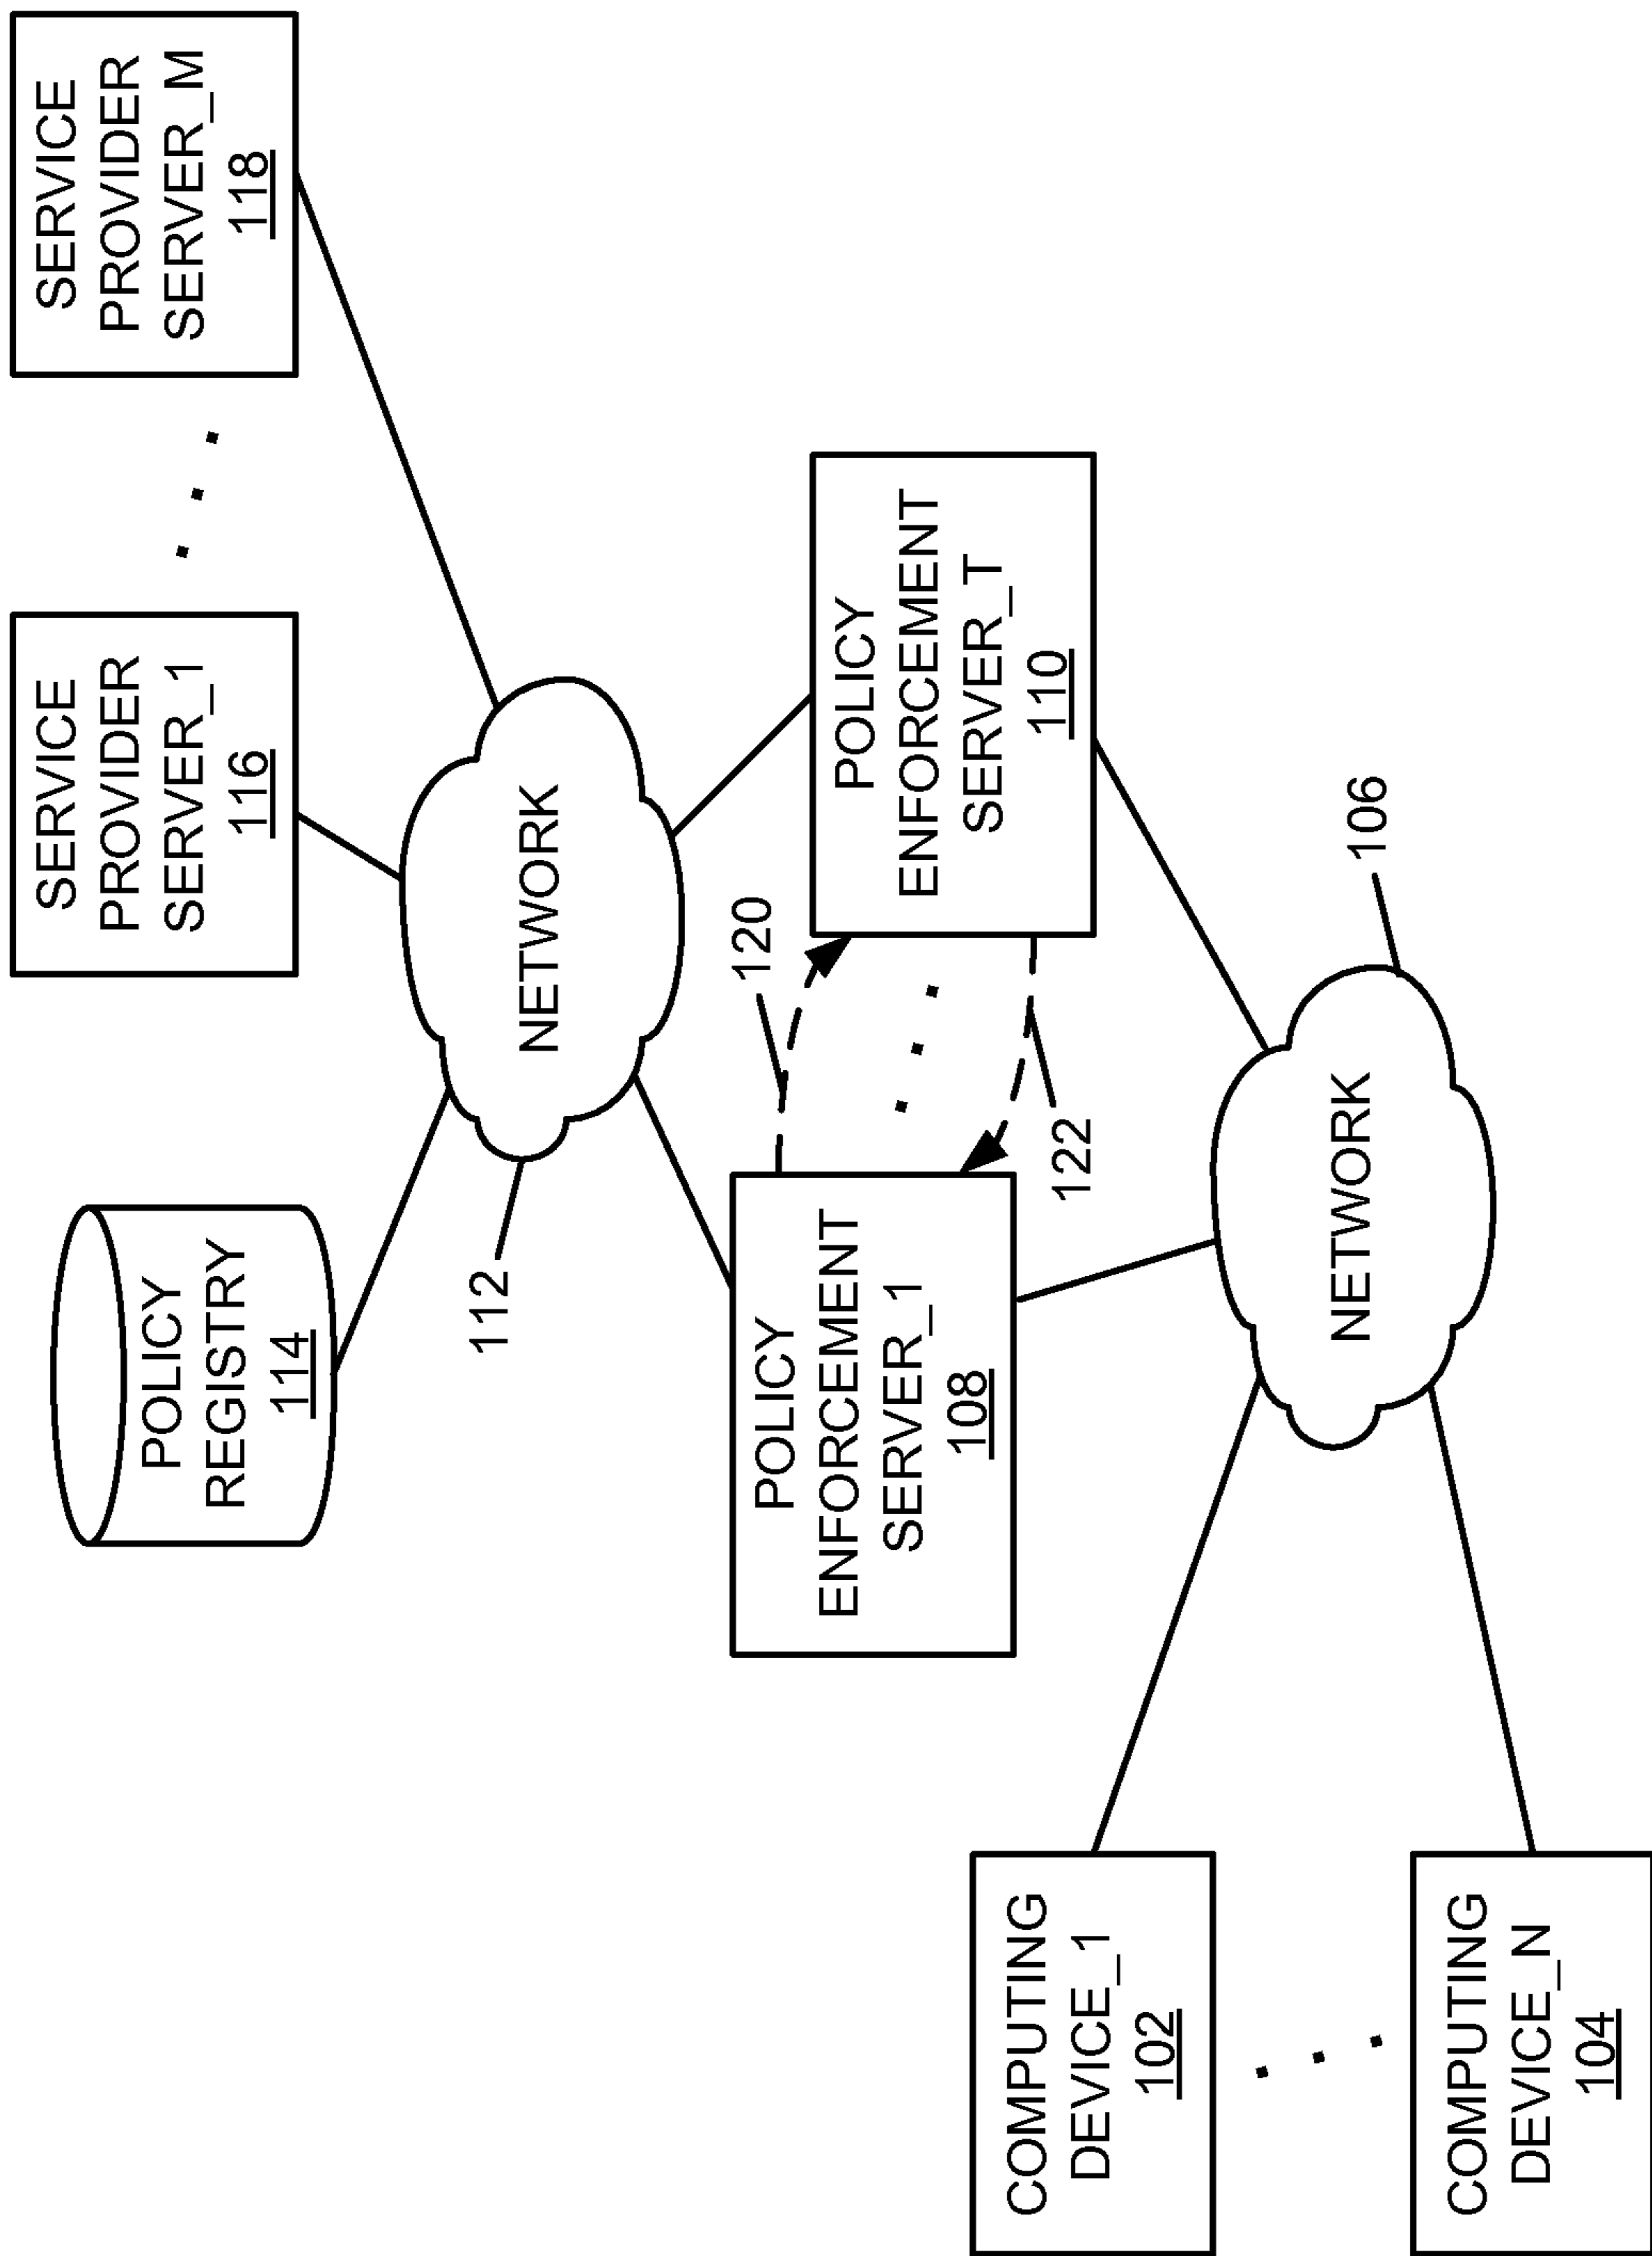 POLICY
REGISTRY
114
SERVICE
PROVIDER
SERVER_1
116
SERVICE
PROVIDER
SERVER_M
118
NETWORK
112
POLICY
ENFORCEMENT
SERVER_1
108
120
122
POLICY
ENFORCEMENT
SERVER_T
110
COMPUTING
DEVICE_1
102
NETWORK
106
COMPUTING
DEVICE_N
104